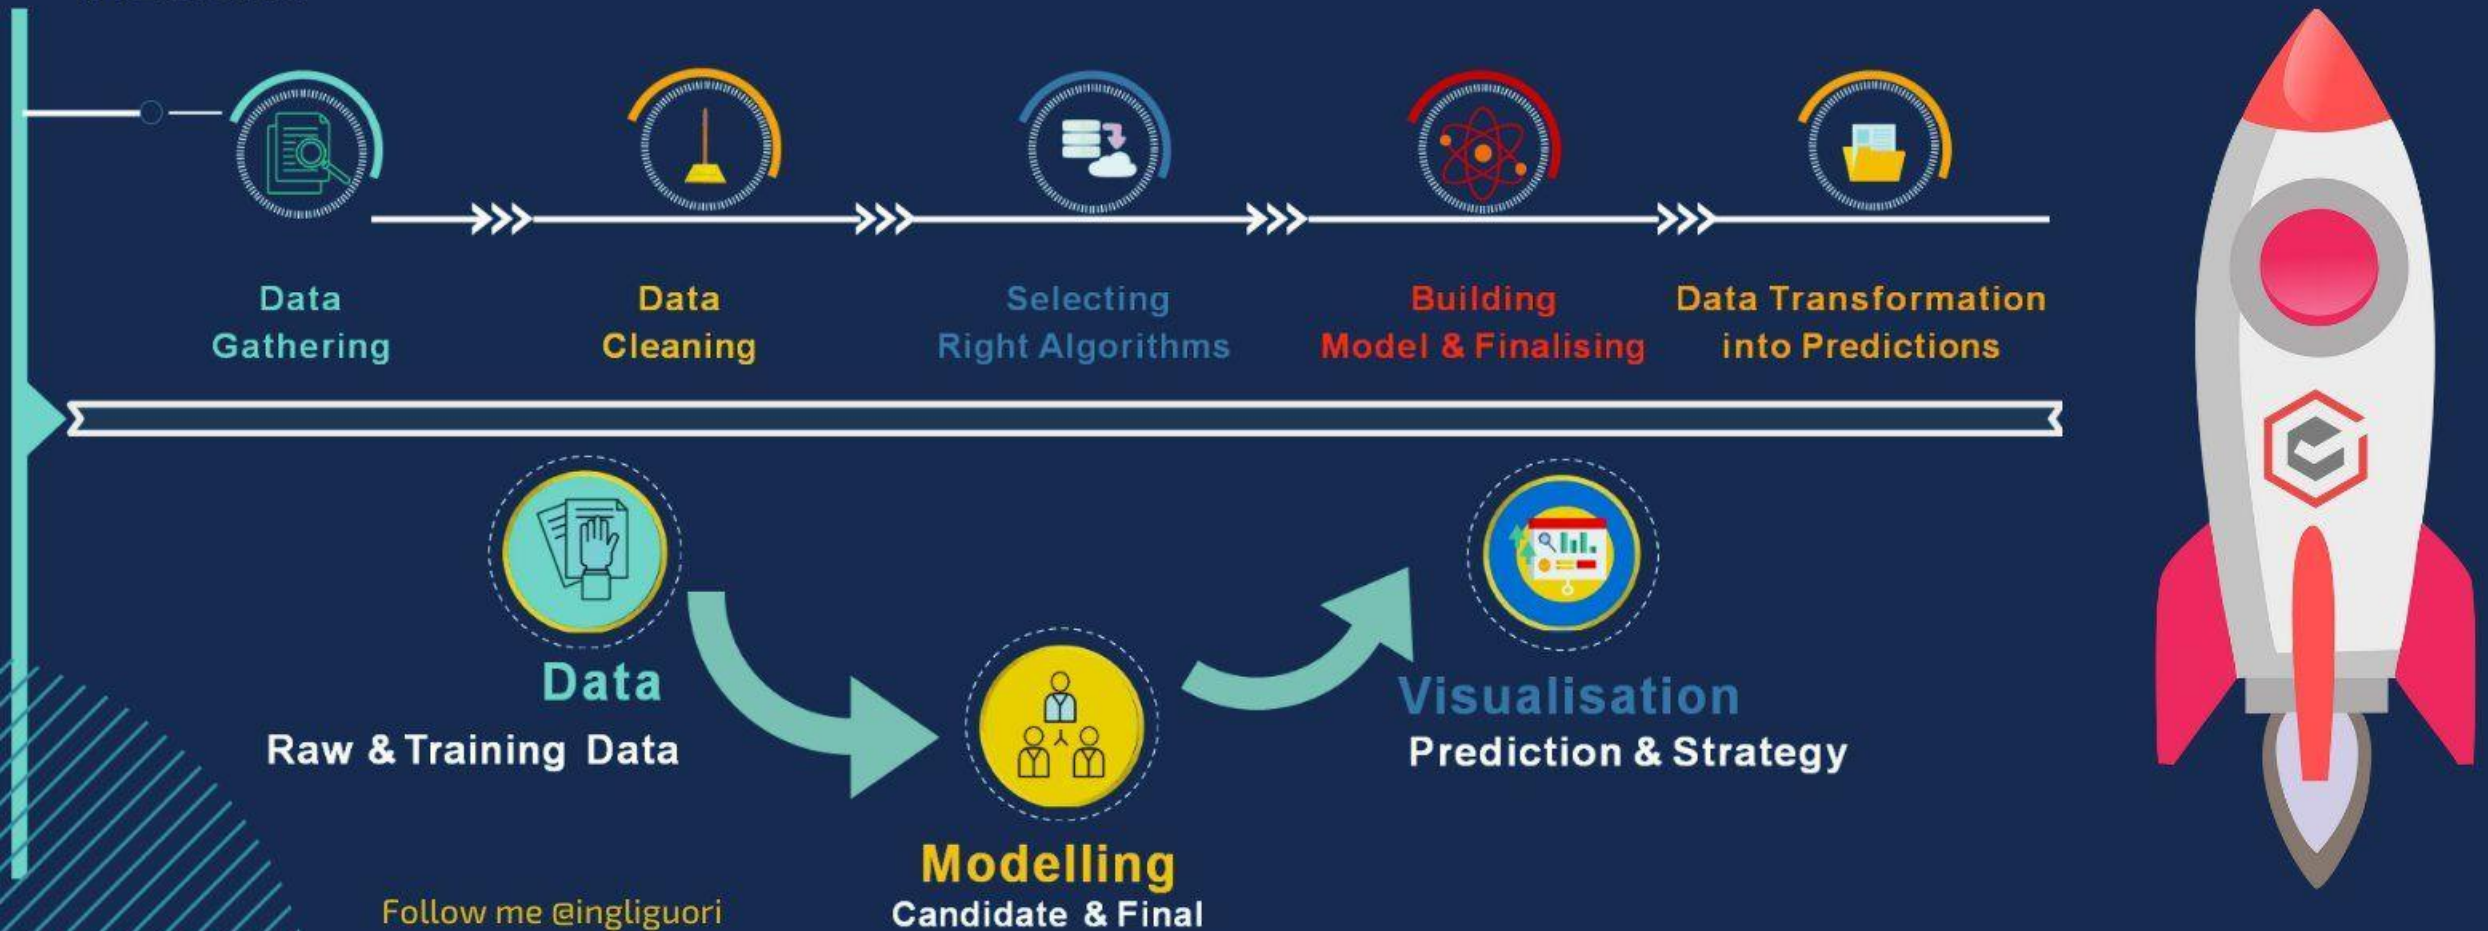 Data
Gathering
Data
Cleaning
Selecting
Right Algorithms
Building
Model & Finalising
Data Transformation
into Predictions
Data
Raw & Training Data
Modelling
Candidate & Final
Visualisation
Prediction & Strategy
Follow me @ingliguori